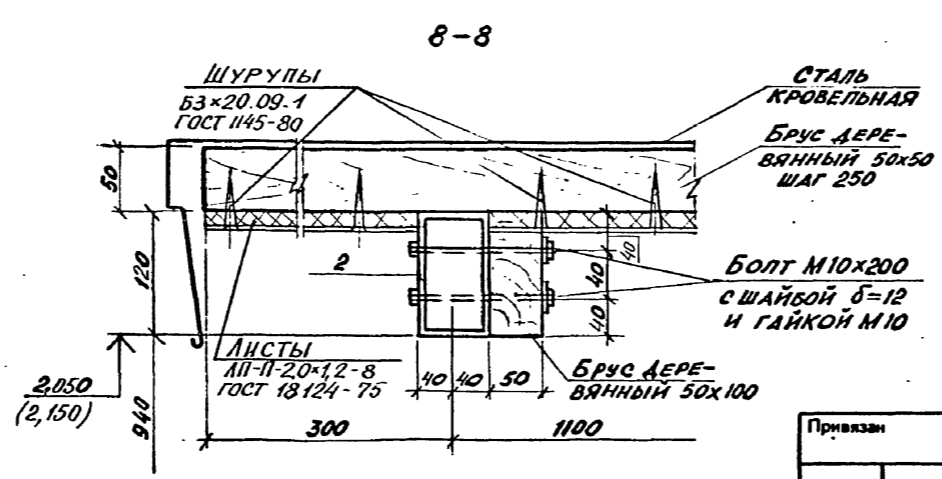 8-8
ШУРУПЫ
Б3×20.09-1
ГОСТ 1145-80
СТАЛЬ
КРОВЕЛЬНАЯ
БРУС ДЕРЕ-
ВЯННЫЙ 50×50
ШАГ 250
50
120
940
2
40
40
40
40
БОЛТ М10×200
С ШАЙБОЙ δ=12
И ГАЙКОЙ М10
ЛИСТЫ
ЛП-П-2,0×1,2-8
ГОСТ 18124-75
40
40
50
БРУС ДЕРЕ-
ВЯННЫЙ 50×100
2,050
(2,150)
300
1100
Привязан